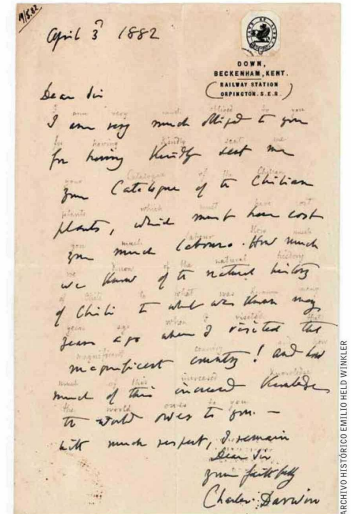 9/5.82
April 3d 1882
DOWN,
BECKENHAM, KENT.
RAILWAY STATION
ORPINGTON. S.E.R.
Dear Sir
I am very much obliged to you
for having kindly sent me
your Catalogue of the Chilian
plants, which must have cost
you much labour. How much
we know of the natural history
of Chili to what was known many
years ago when I visited that
magnificent country! And how
much of this increased knowledge
the world owes to you. —
With much respect, I remain
Dear Sir
yours faithfully
Charles Darwin
ARCHIVO HISTÓRICO EMILIO HELD WINKLER